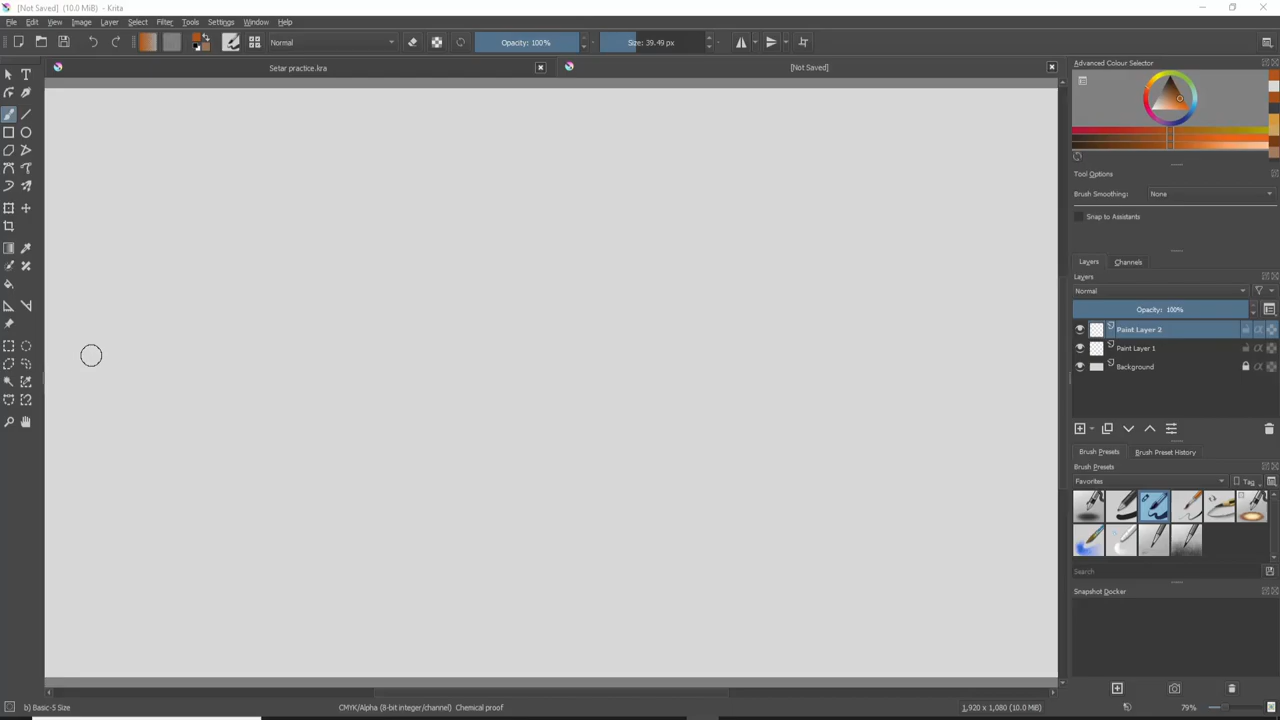 [Not Saved] (10.0 MiB) - Krita
File Edit View Image Layer Select Filter Tools Settings Window Help
Normal Opacity: 100% Size: 39.49 px
Setar practice.kra [Not Saved]
Advanced Colour Selector
Tool Options
Brush Smoothing: None
Snap to Assistants
Layers Channels
Layers
Normal
Opacity: 100%
Paint Layer 2
Paint Layer 1
Background
Brush Presets Brush Preset History
Brush Presets
Favorites Tag
Search
Snapshot Docker
b) Basic-5 Size CMYK/Alpha (8-bit integer/channel) Chemical proof 1,920 x 1,080 (10.0 MiB) 79%